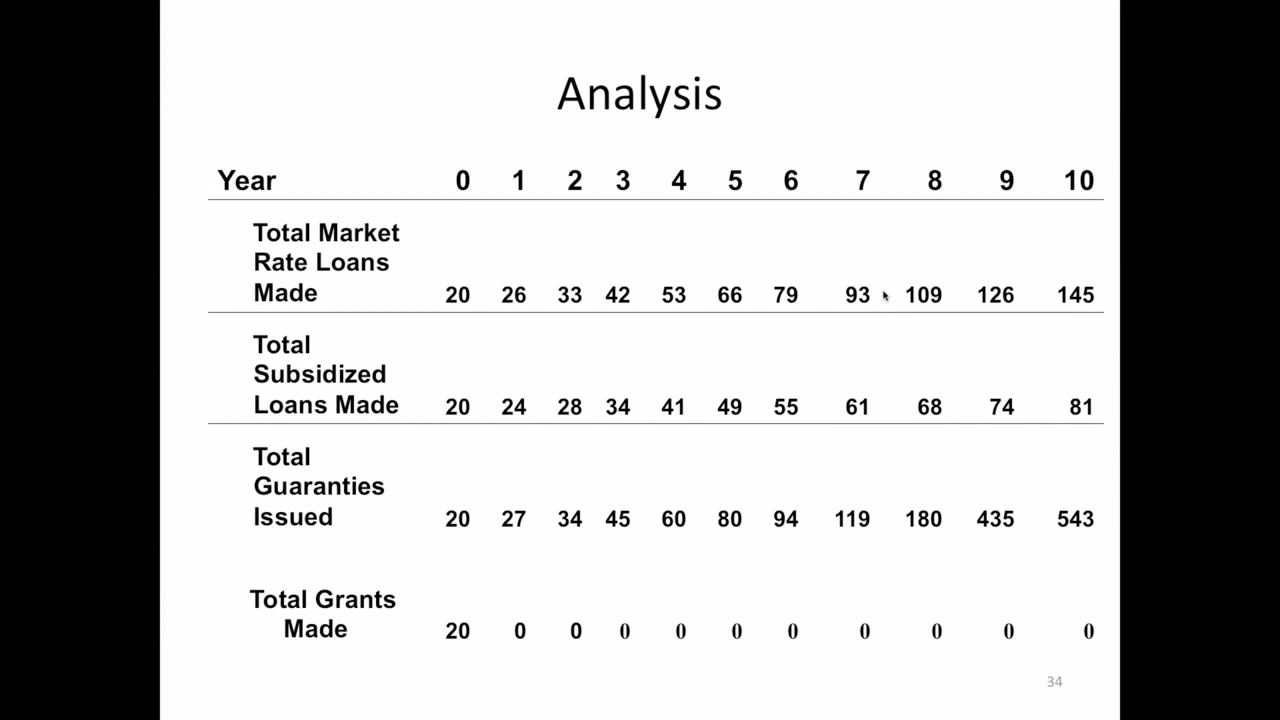 Analysis
Year 0 1 2 3 4 5 6 7 8 9 10
Total Market
Rate Loans
Made 20 26 33 42 53 66 79 93 109 126 145
Total
Subsidized
Loans Made 20 24 28 34 41 49 55 61 68 74 81
Total
Guaranties
Issued 20 27 34 45 60 80 94 119 180 435 543
Total Grants
Made 20 0 0 0 0 0 0 0 0 0 0
34